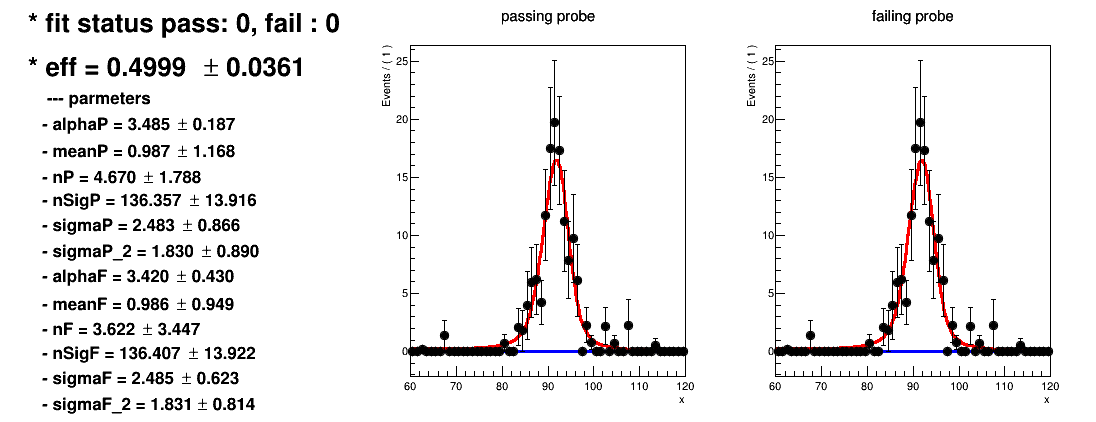 * fit status pass: 0, fail : 0
* eff = 0.4999 ± 0.0361
--- parmeters
- alphaP = 3.485 ± 0.187
- meanP = 0.987 ± 1.168
- nP = 4.670 ± 1.788
- nSigP = 136.357 ± 13.916
- sigmaP = 2.483 ± 0.866
- sigmaP_2 = 1.830 ± 0.890
- alphaF = 3.420 ± 0.430
- meanF = 0.986 ± 0.949
- nF = 3.622 ± 3.447
- nSigF = 136.407 ± 13.922
- sigmaF = 2.485 ± 0.623
- sigmaF_2 = 1.831 ± 0.814
passing probe
Events / ( 1 )
25
20
15
10
5
0
60 70 80 90 100 110 120
x
failing probe
Events / ( 1 )
25
20
15
10
5
0
60 70 80 90 100 110 120
x